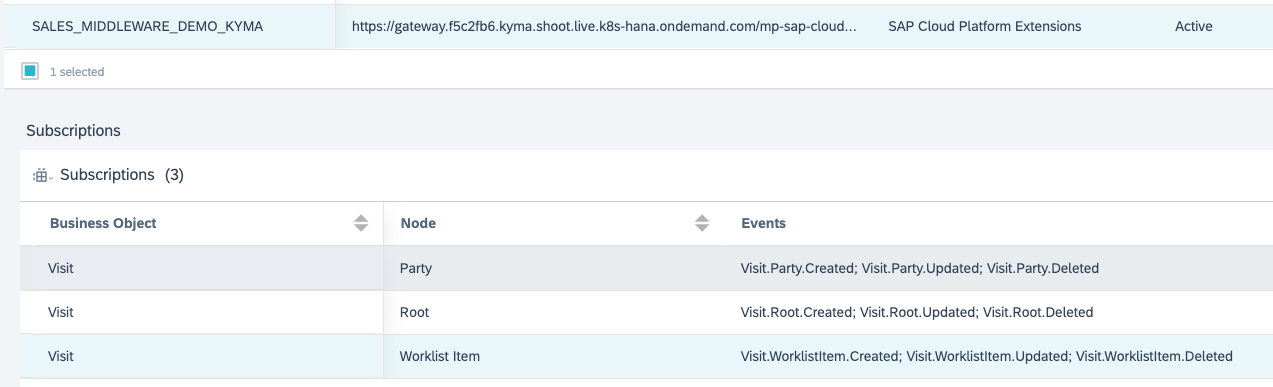 SALES_MIDDLEWARE_DEMO_KYMA https://gateway.f5c2fb6.kyma.shoot.live.k8s-hana.ondemand.com/mp-sap-cloud... SAP Cloud Platform Extensions Active
1 selected
Subscriptions
Subscriptions (3)
Business Object Node Events
Visit Party Visit.Party.Created; Visit.Party.Updated; Visit.Party.Deleted
Visit Root Visit.Root.Created; Visit.Root.Updated; Visit.Root.Deleted
Visit Worklist Item Visit.WorklistItem.Created; Visit.WorklistItem.Updated; Visit.WorklistItem.Deleted